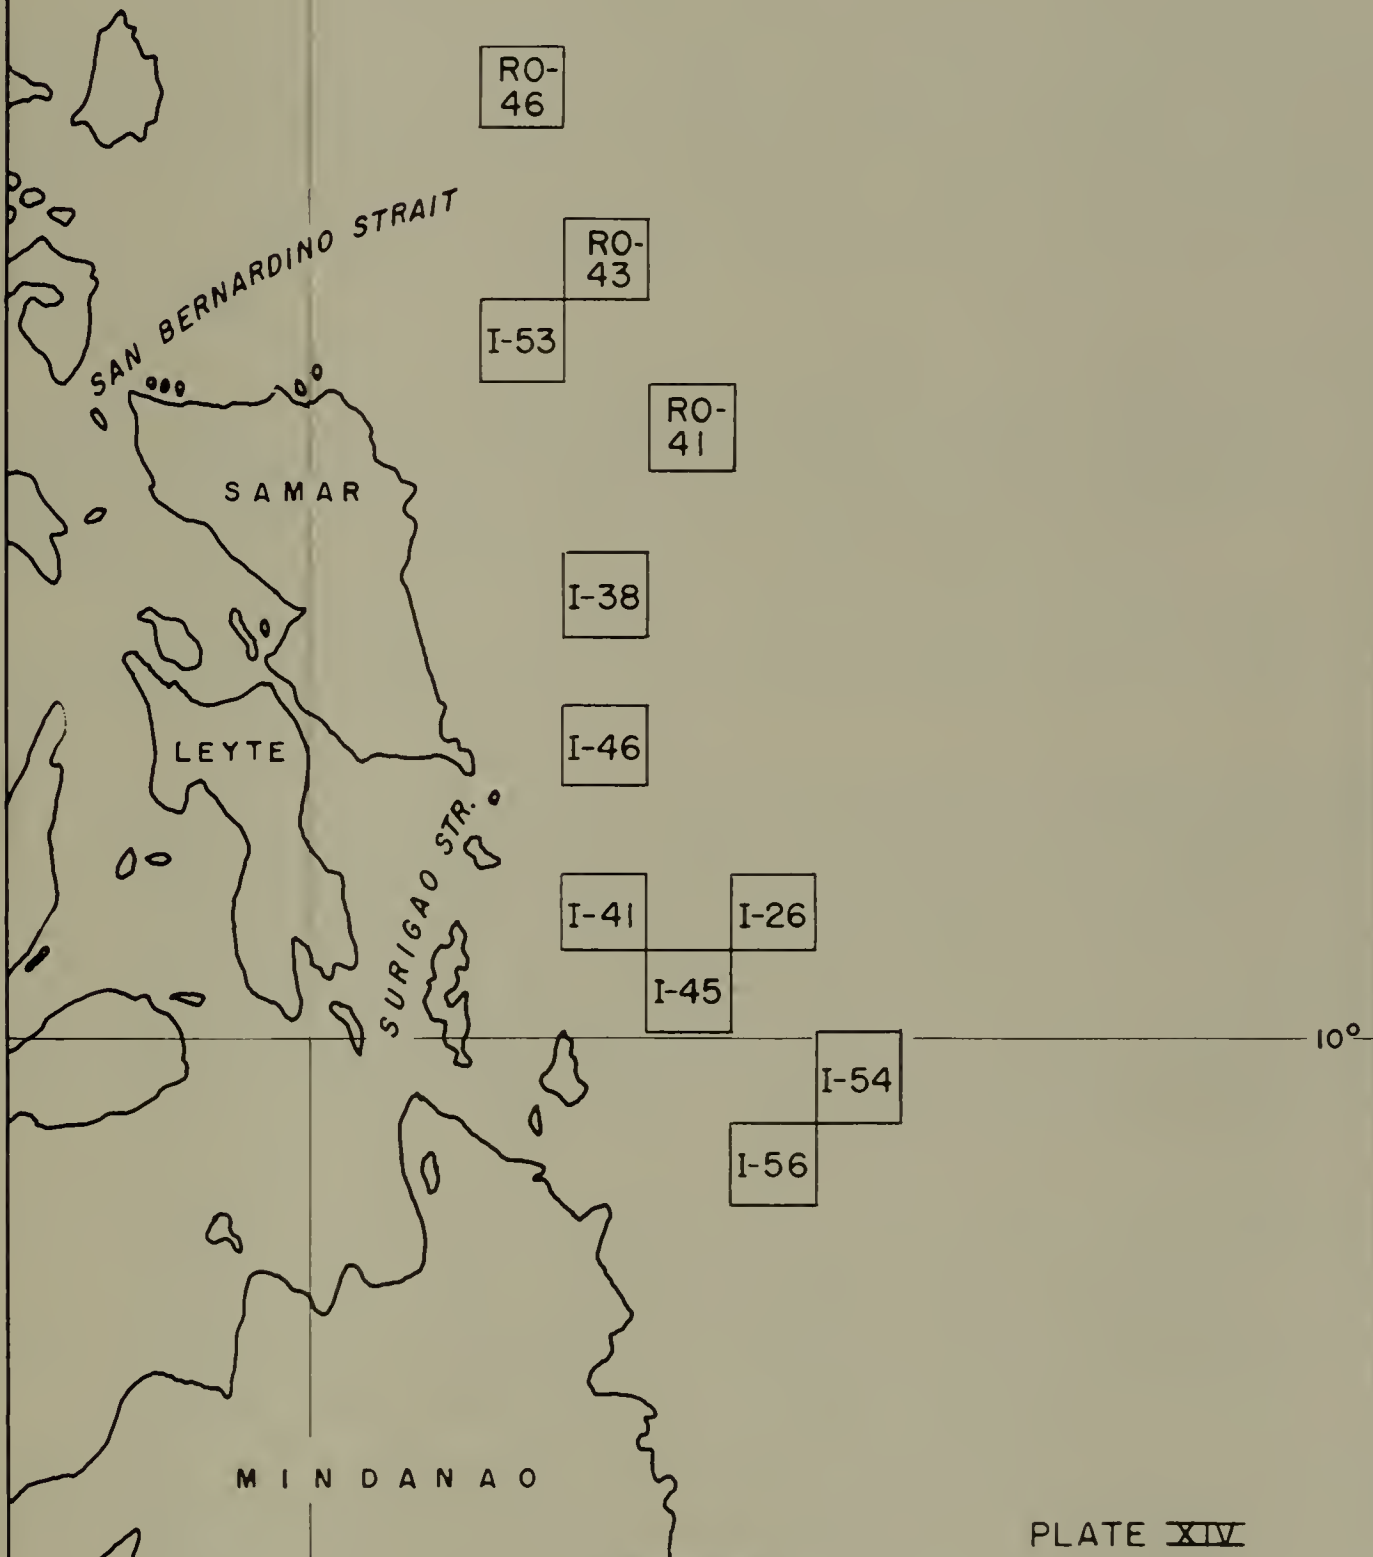 RO-
46
SAN BERNARDINO STRAIT
RO-
43
I-53
RO-
41
SAMAR
I-38
I-46
LEYTE
SURIGAO STR.
I-41
I-26
I-45
10°
I-54
I-56
MINDANAO
PLATE XIV